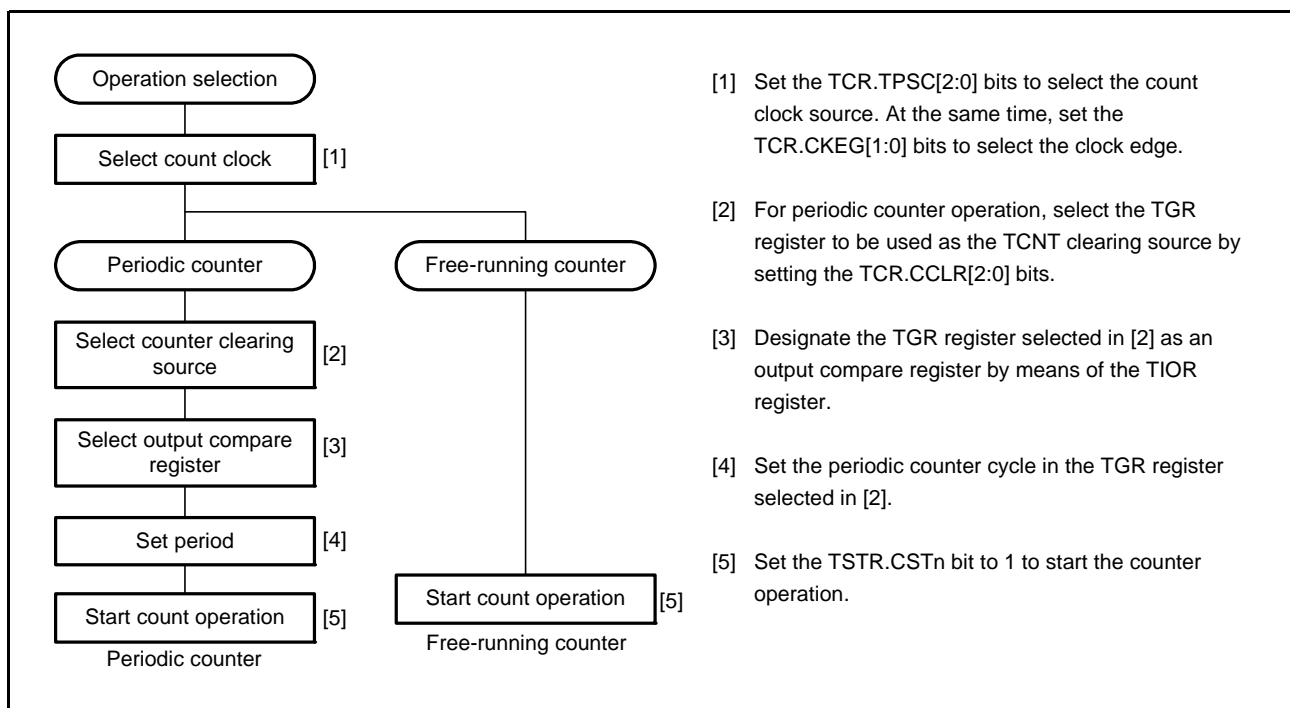 Operation selection
Select count clock
[1]
Periodic counter
Free-running counter
Select counter clearing
source
[2]
Select output compare
register
[3]
Set period
[4]
Start count operation
[5]
Periodic counter
Start count operation
[5]
Free-running counter
[1] Set the TCR.TPSC[2:0] bits to select the count
clock source. At the same time, set the
TCR.CKEG[1:0] bits to select the clock edge.
[2] For periodic counter operation, select the TGR
register to be used as the TCNT clearing source by
setting the TCR.CCLR[2:0] bits.
[3] Designate the TGR register selected in [2] as an
output compare register by means of the TIOR
register.
[4] Set the periodic counter cycle in the TGR register
selected in [2].
[5] Set the TSTR.CSTn bit to 1 to start the counter
operation.